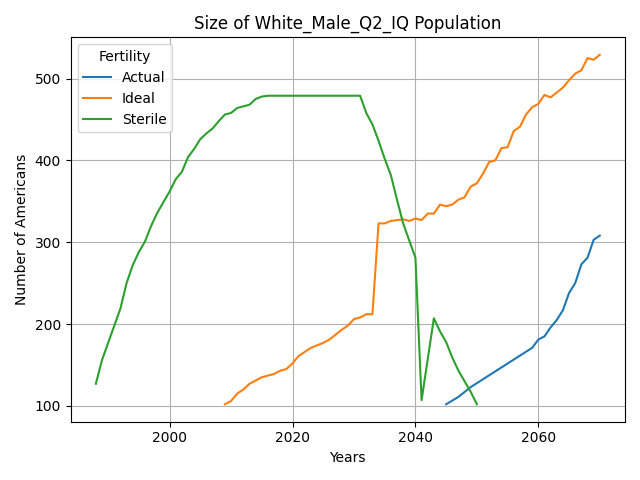 Size of White_Male_Q2_IQ Population
Fertility
Actual
Ideal
Sterile
Number of Americans
500
400
300
200
100
2000 2020 2040 2060
Years